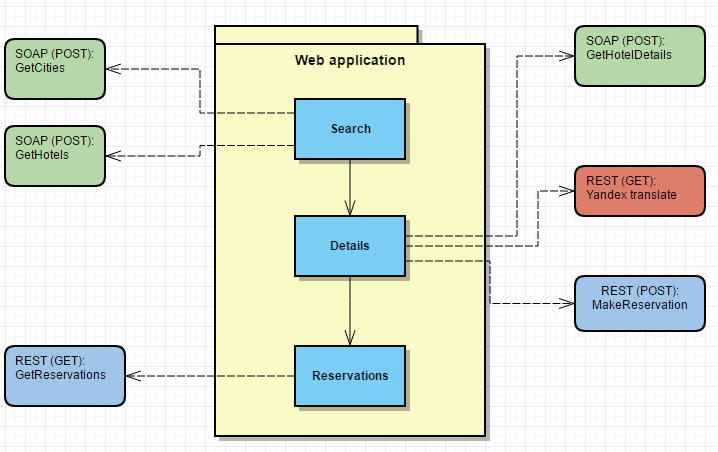 SOAP (POST):
GetCities
SOAP (POST):
GetHotels
REST (GET):
GetReservations
Web application
Search
Details
Reservations
SOAP (POST):
GetHotelDetails
REST (GET):
Yandex translate
REST (POST):
MakeReservation